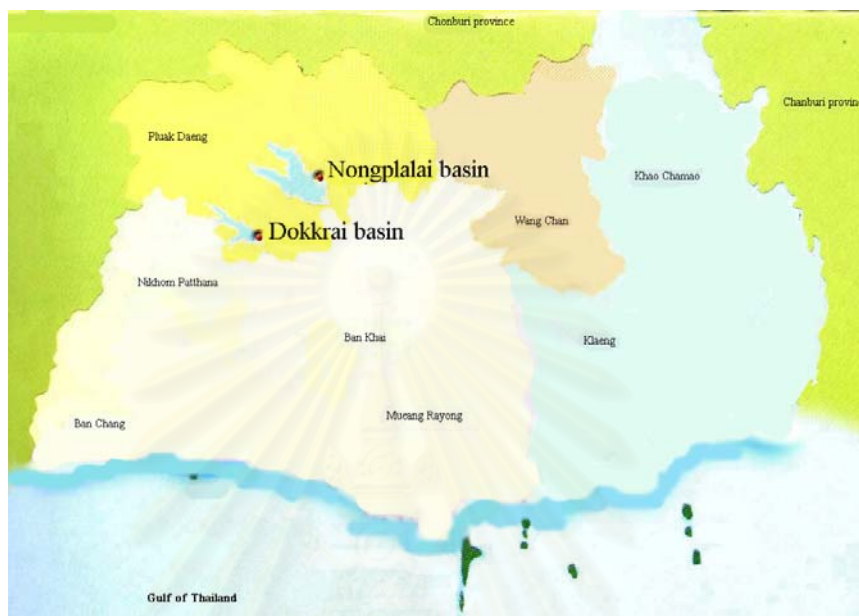 Chonburi province
Chanburi provin
Pluak Daeng
Nongplalai basin
Khao Chamao
Wang Chan
Dokkrai basin
Nikhom Patthana
Ban Khai
Klaeng
Ban Chang
Mueang Rayong
Gulf of Thailand